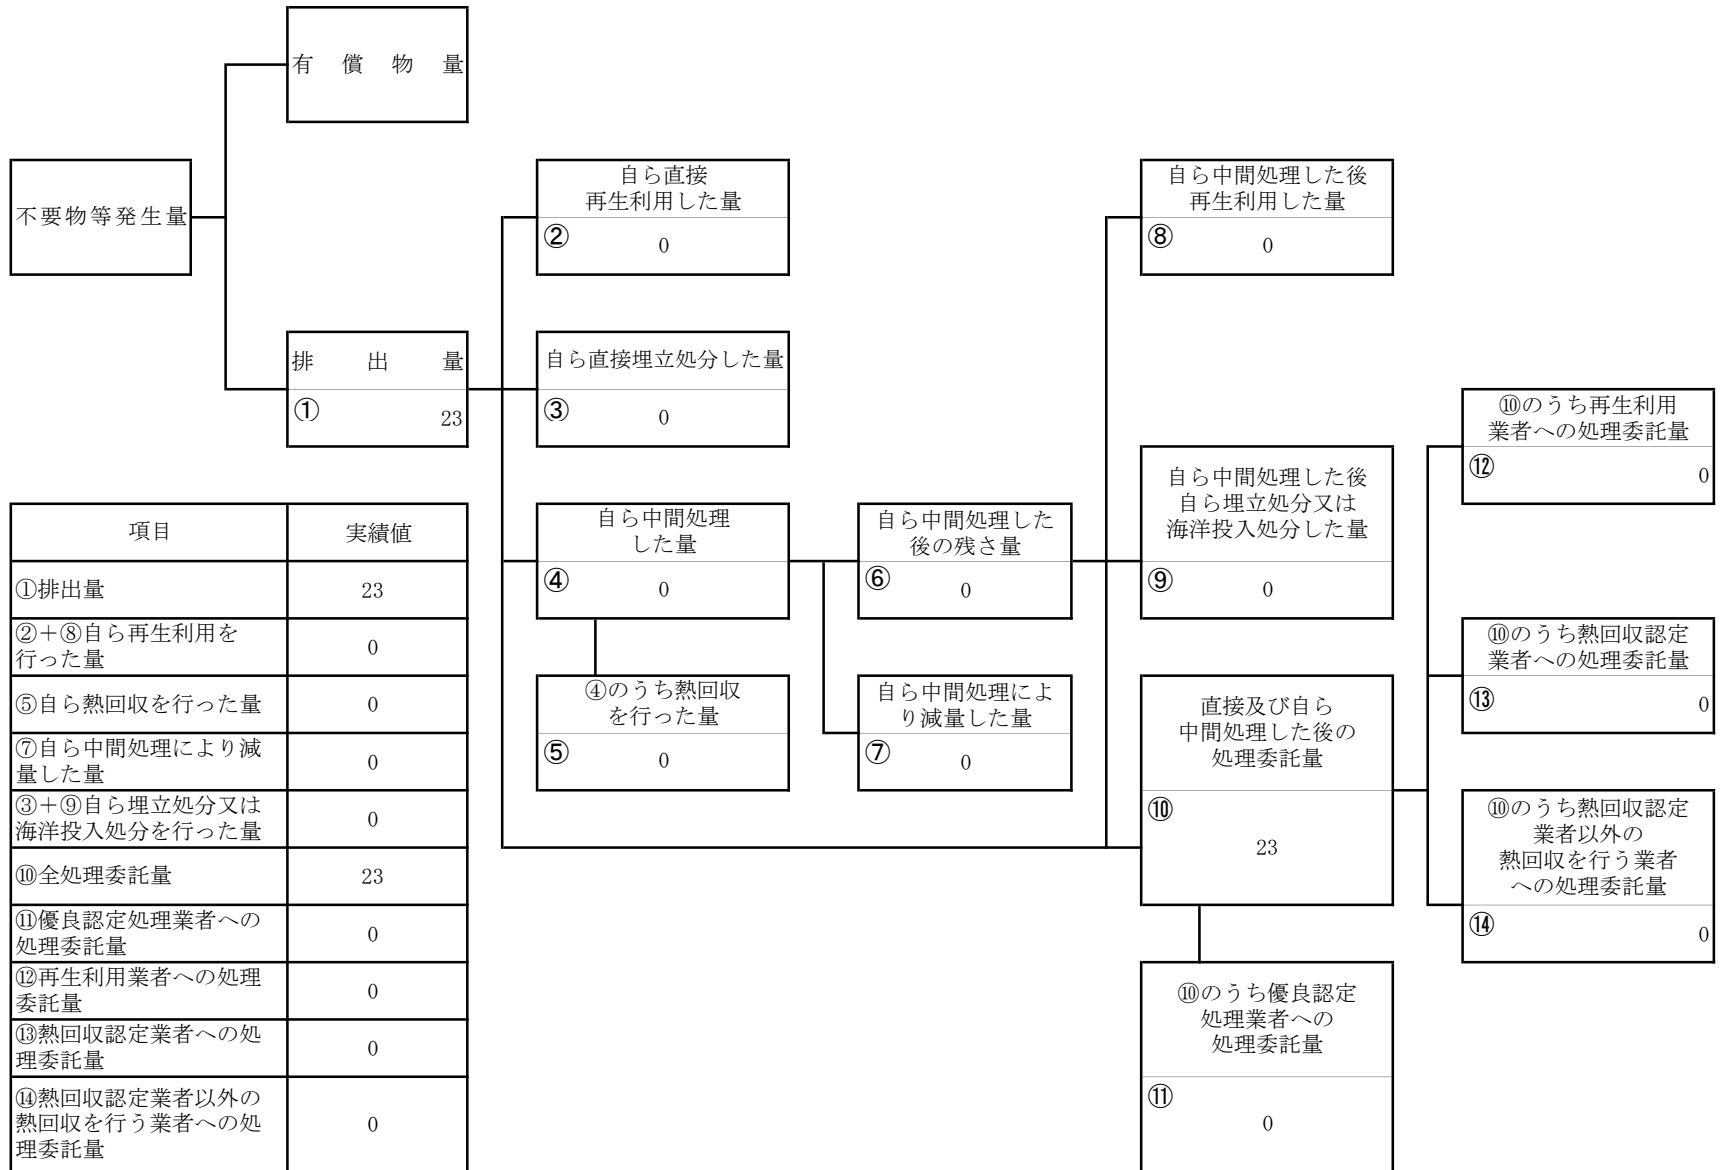 有償物量
不要物等発生量
排出量
①
23
自ら直接
再生利用した量
②
0
自ら直接埋立処分した量
③
0
自ら中間処理
した量
④
0
④のうち熱回収
を行った量
⑤
0
自ら中間処理した
後の残さ量
⑥
0
自ら中間処理によ
り減量した量
⑦
0
自ら中間処理した後
再生利用した量
⑧
0
自ら中間処理した後
自ら埋立処分又は
海洋投入処分した量
⑨
0
直接及び自ら
中間処理した後の
処理委託量
⑩
23
⑩のうち優良認定
処理業者への
処理委託量
⑪
0
⑩のうち再生利用
業者への処理委託量
⑫
0
⑩のうち熱回収認定
業者への処理委託量
⑬
0
⑩のうち熱回収認定
業者以外の
熱回収を行う業者
への処理委託量
⑭
0
項目 実績値
①排出量 23
②+⑧自ら再生利用を
行った量 0
⑤自ら熱回収を行った量 0
⑦自ら中間処理により減
量した量 0
③+⑨自ら埋立処分又は
海洋投入処分を行った量 0
⑩全処理委託量 23
⑪優良認定処理業者への
処理委託量 0
⑫再生利用業者への処理
委託量 0
⑬熱回収認定業者への処
理委託量 0
⑭熱回収認定業者以外の
熱回収を行う業者への処
理委託量 0